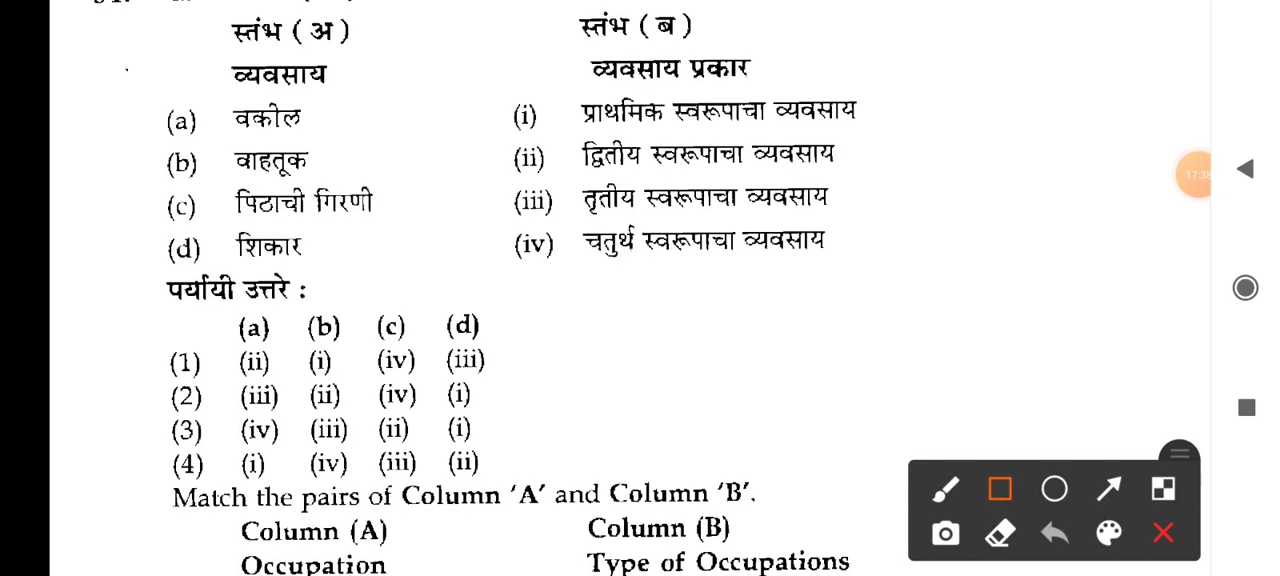 स्तंभ ( अ ) स्तंभ ( ब )
व्यवसाय व्यवसाय प्रकार
(a) वकील (i) प्राथमिक स्वरूपाचा व्यवसाय
(b) वाहतूक (ii) द्वितीय स्वरूपाचा व्यवसाय
(c) पिठाची गिरणी (iii) तृतीय स्वरूपाचा व्यवसाय
(d) शिकार (iv) चतुर्थ स्वरूपाचा व्यवसाय
पर्यायी उत्तरे :
(a) (b) (c) (d)
(1) (ii) (i) (iv) (iii)
(2) (iii) (ii) (iv) (i)
(3) (iv) (iii) (ii) (i)
(4) (i) (iv) (iii) (ii)
Match the pairs of Column 'A' and Column 'B'.
Column (A) Column (B)
Occupation Type of Occupations
17:38